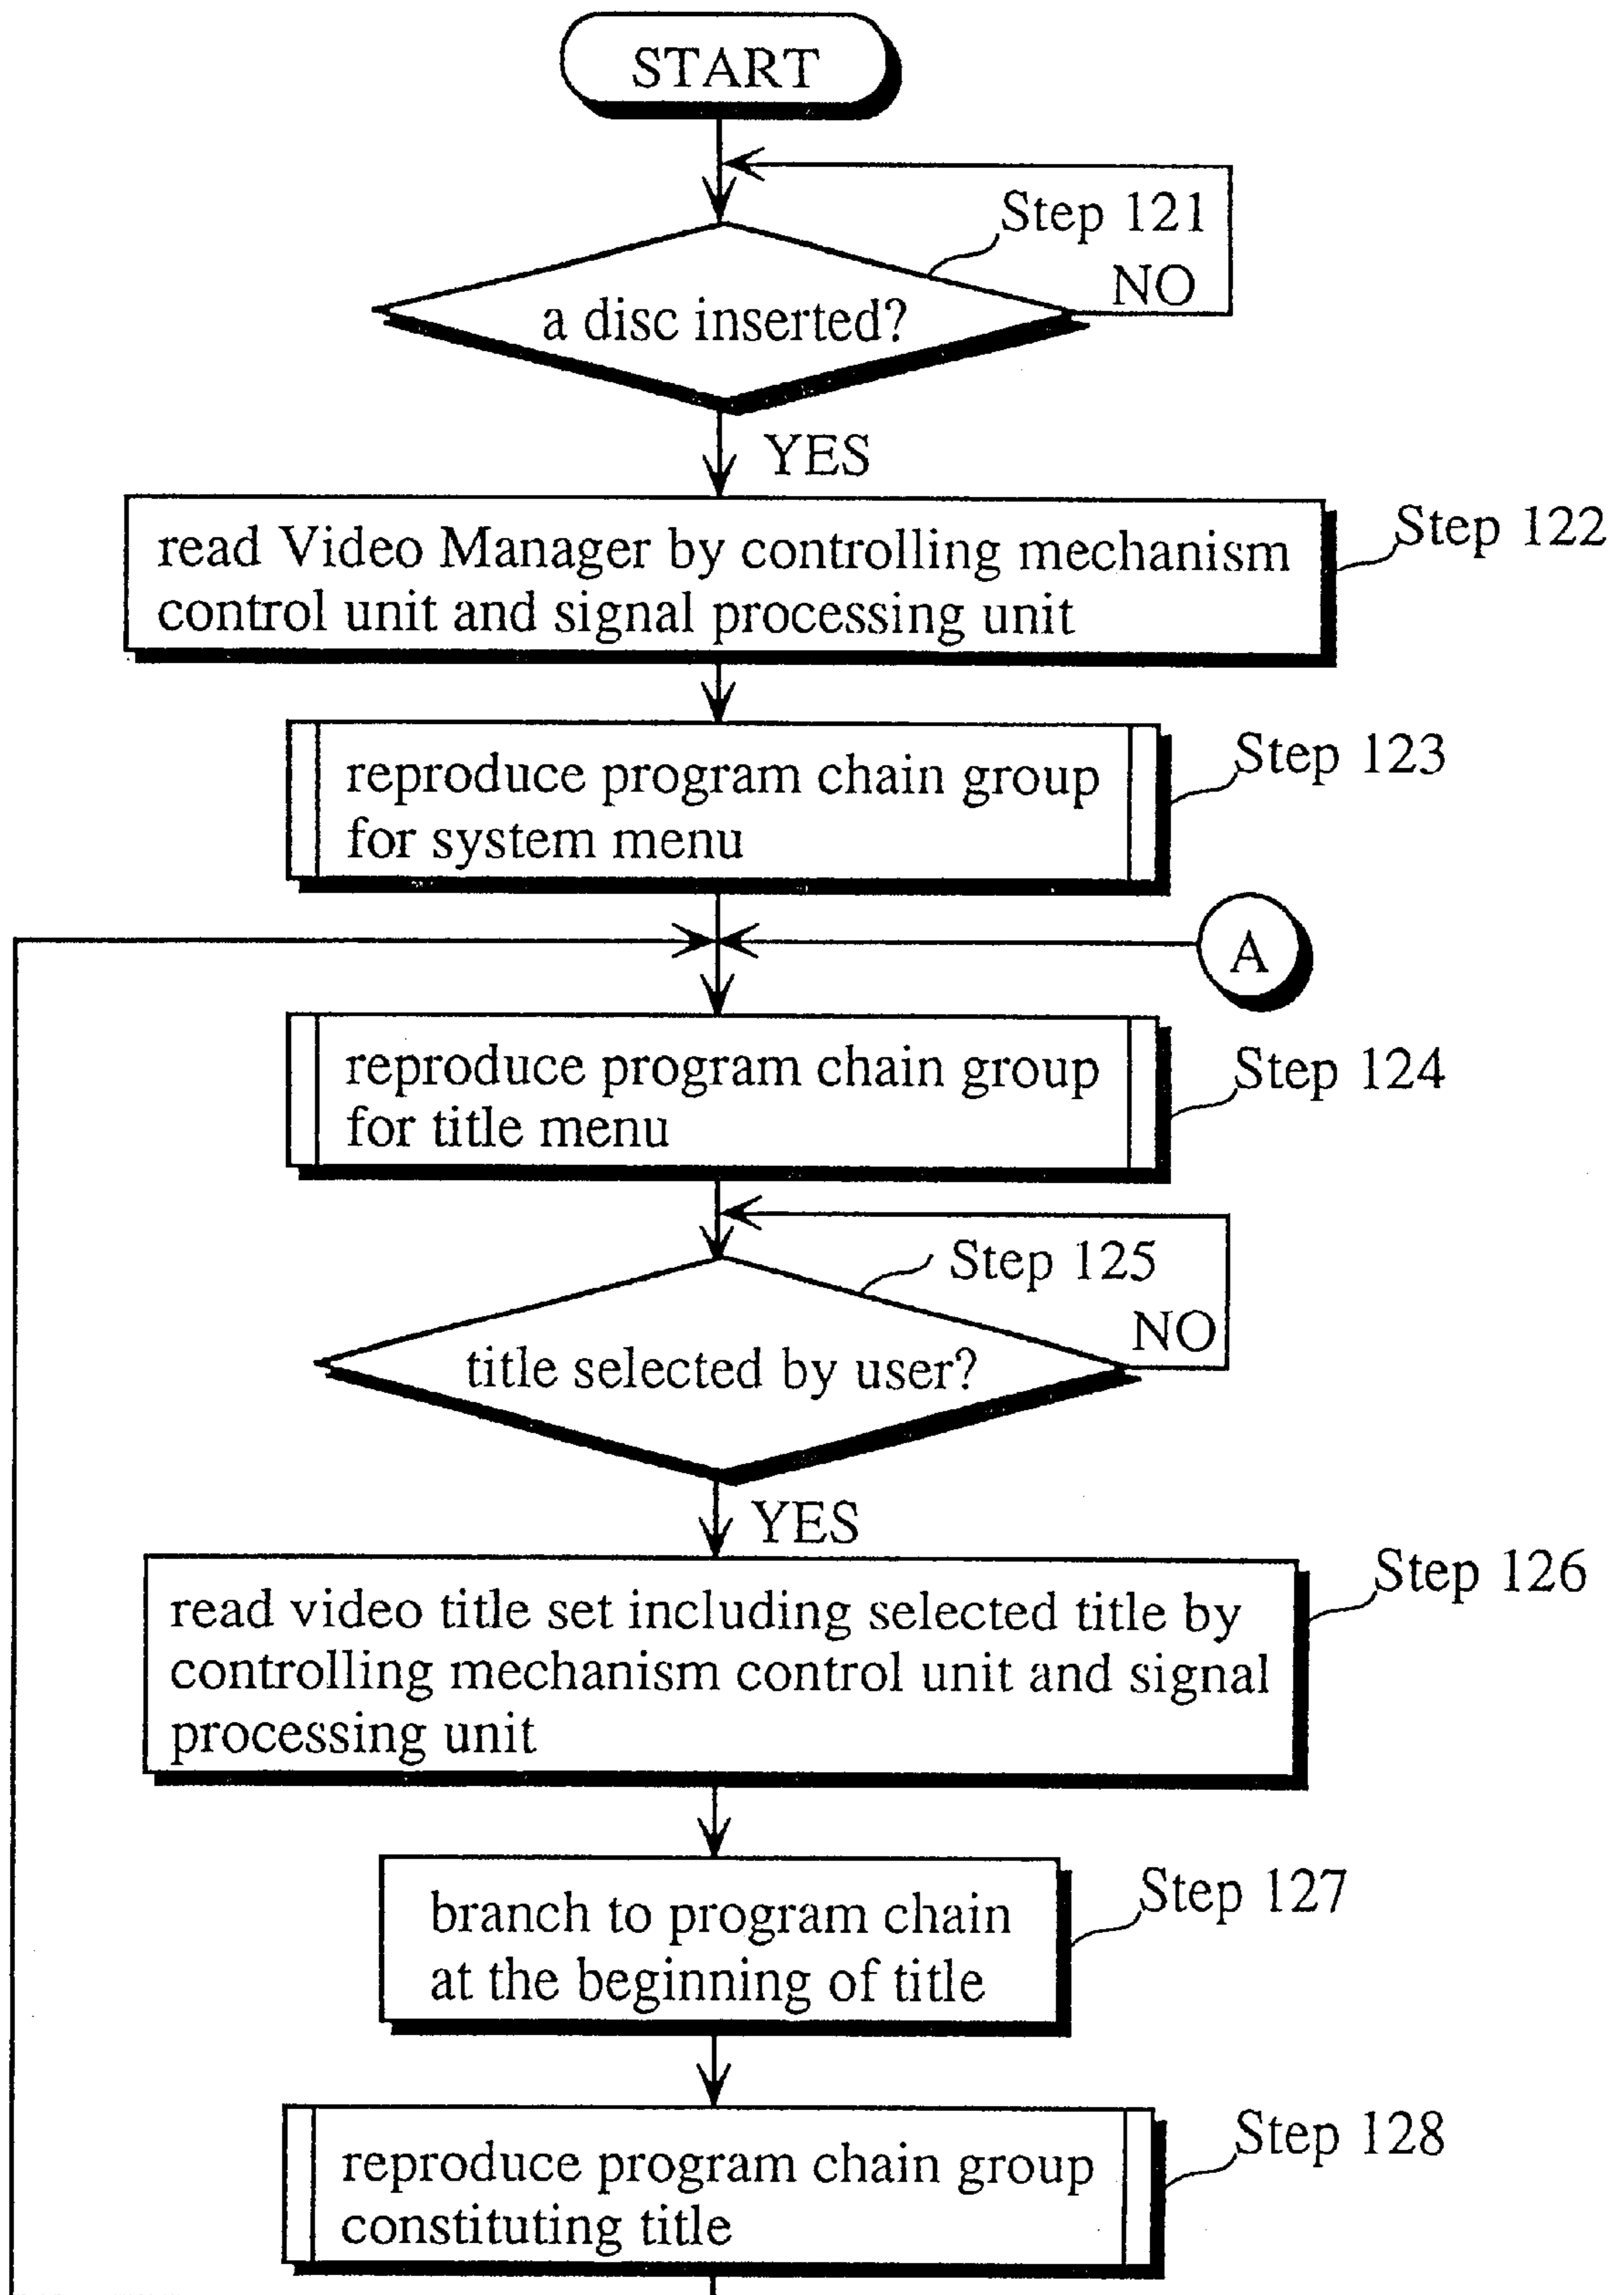 START
Step 121
NO
a disc inserted?
YES
read Video Manager by controlling mechanism
control unit and signal processing unit
Step 122
reproduce program chain group
for system menu
Step 123
A
reproduce program chain group
for title menu
Step 124
Step 125
NO
title selected by user?
YES
read video title set including selected title by
controlling mechanism control unit and signal
processing unit
Step 126
branch to program chain
at the beginning of title
Step 127
reproduce program chain group
constituting title
Step 128